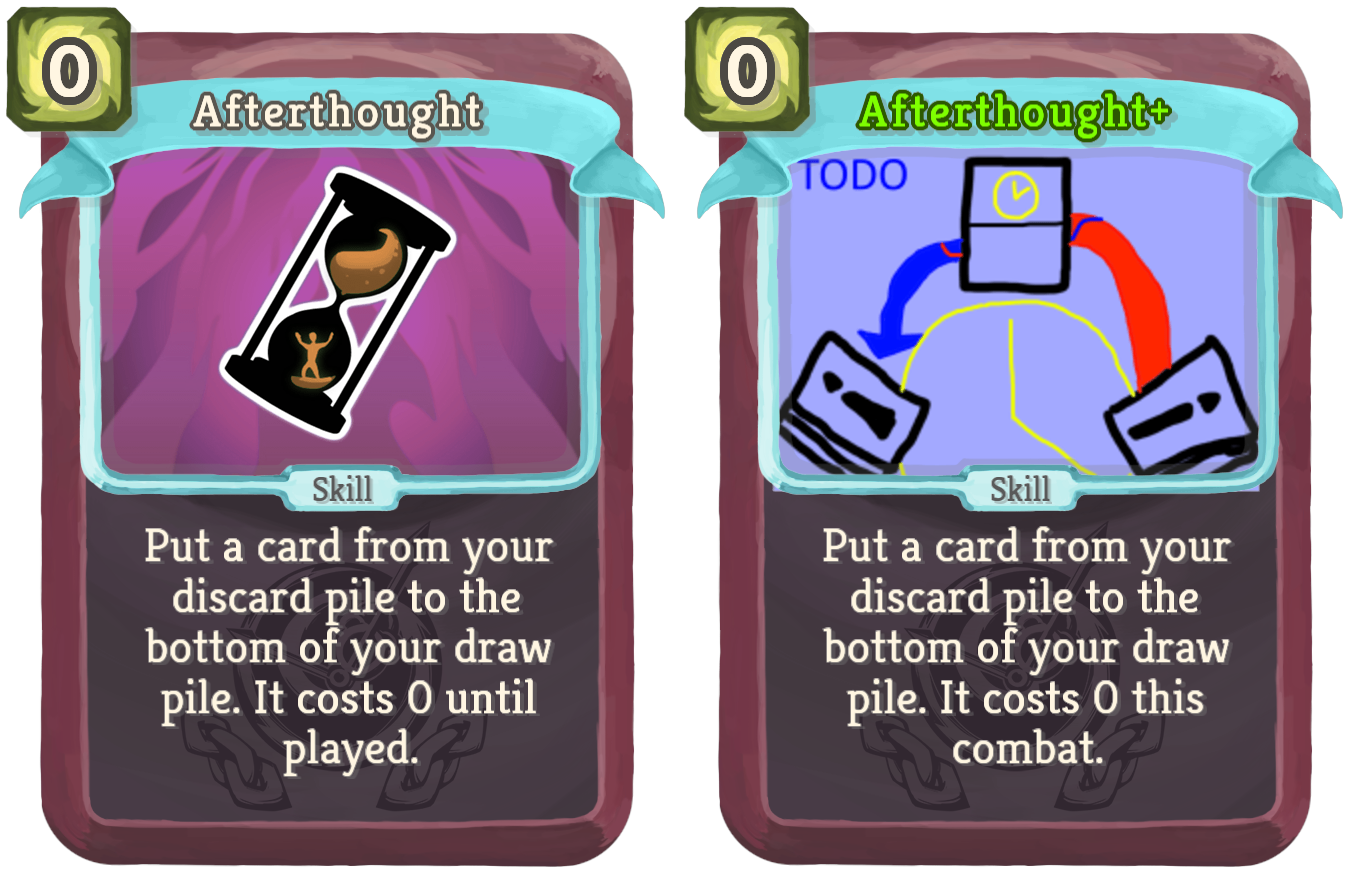 0
Afterthought
Skill
Put a card from your
discard pile to the
bottom of your draw
pile. It costs 0 until
played.
0
Afterthought+
TODO
Skill
Put a card from your
discard pile to the
bottom of your draw
pile. It costs 0 this
combat.